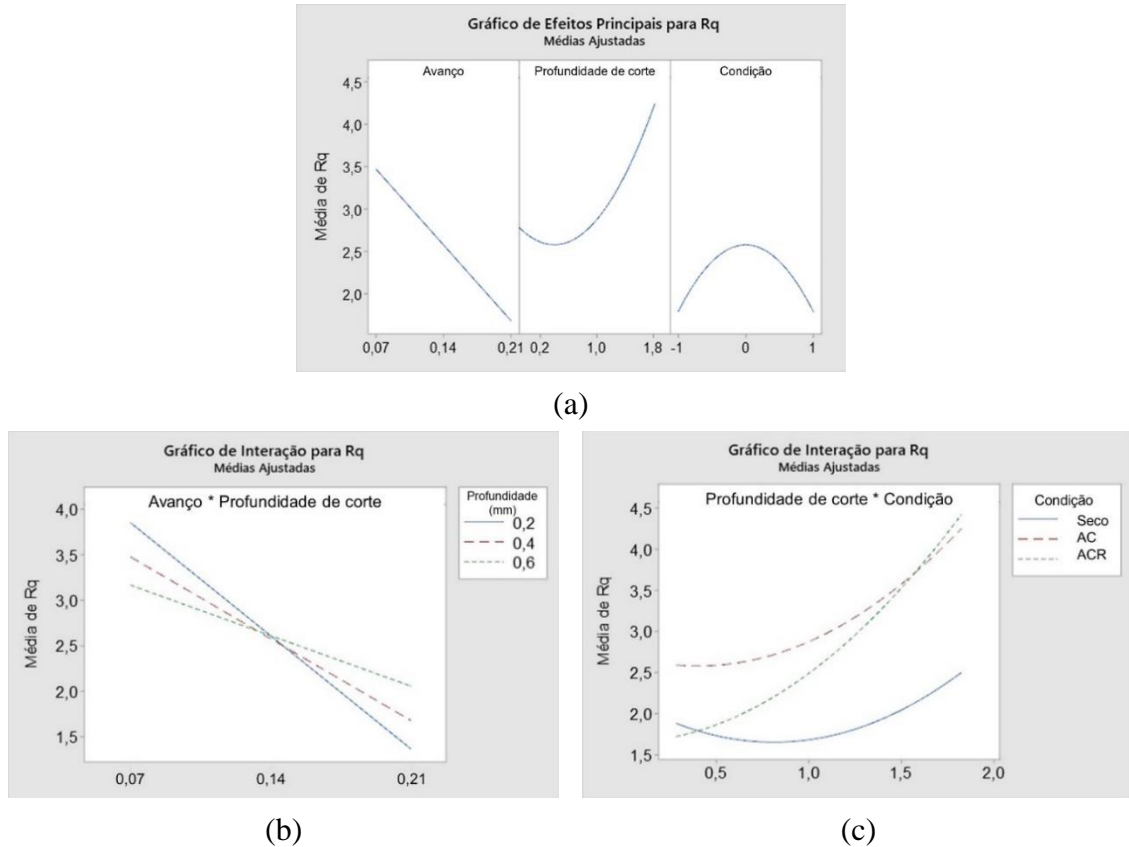 Gráfico de Efeitos Principais para Rq
Médias Ajustadas
Avanço Profundidade de corte Condição
Média de Rq
4,5
4,0
3,5
3,0
2,5
2,0
0,07 0,14 0,21 0,2 1,0 1,8 -1 0 1
(a)
Gráfico de Interação para Rq
Médias Ajustadas
Avanço * Profundidade de corte
Média de Rq
4,0
3,5
3,0
2,5
2,0
1,5
0,07 0,14 0,21
Profundidade
(mm)
0,2
0,4
0,6
(b)
Gráfico de Interação para Rq
Médias Ajustadas
Profundidade de corte * Condição
Média de Rq
4,5
4,0
3,5
3,0
2,5
2,0
1,5
0,5 1,0 1,5 2,0
Condição
Seco
AC
ACR
(c)